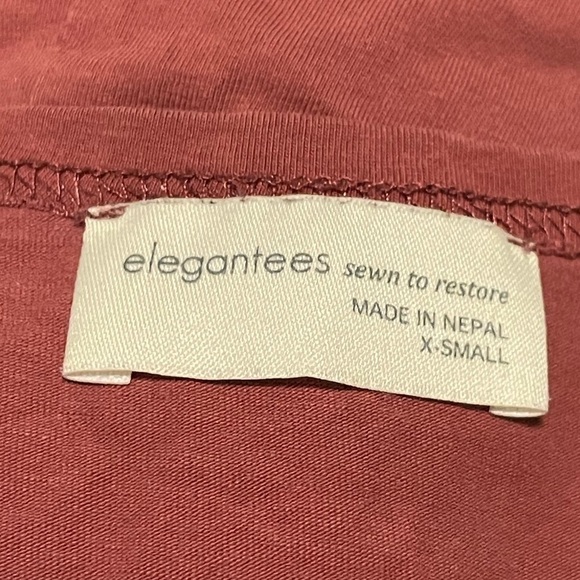 elegantees sewn to restore
MADE IN NEPAL
X-SMALL